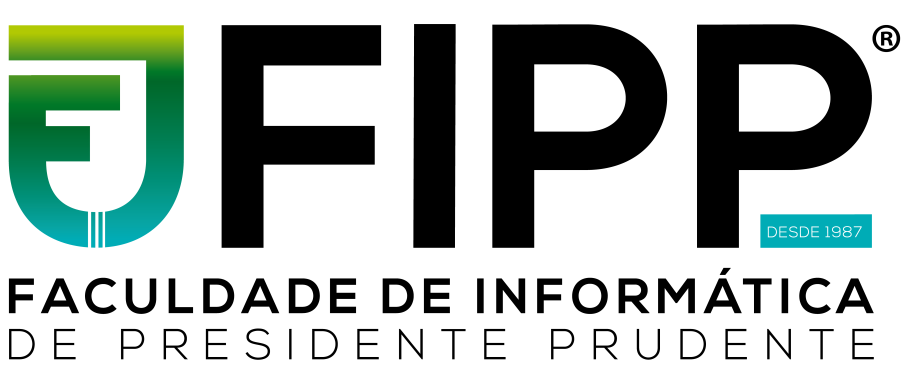 FIPP®
DESDE 1987
FACULDADE DE INFORMÁTICA
DE PRESIDENTE PRUDENTE